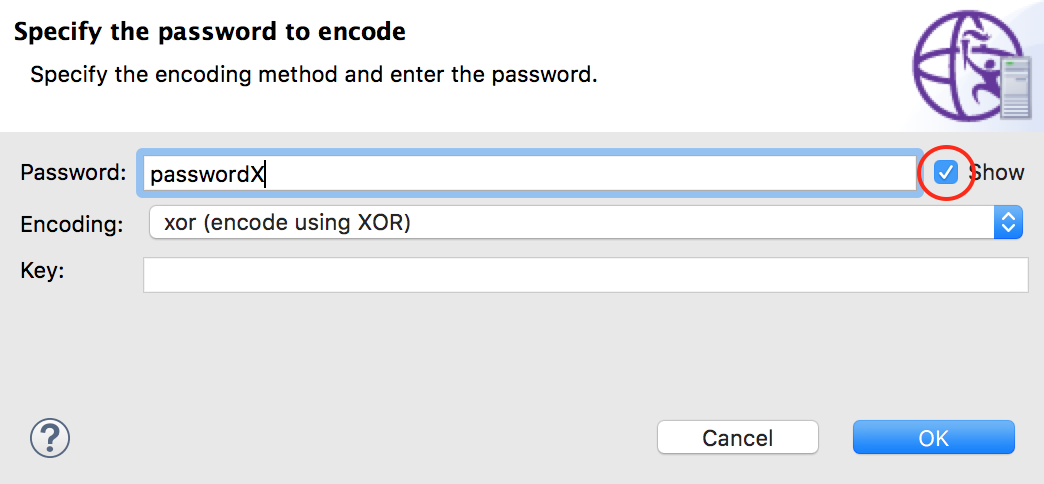 Specify the password to encode
Specify the encoding method and enter the password.
Password: passwordX Show
Encoding: xor (encode using XOR)
Key:
? Cancel OK